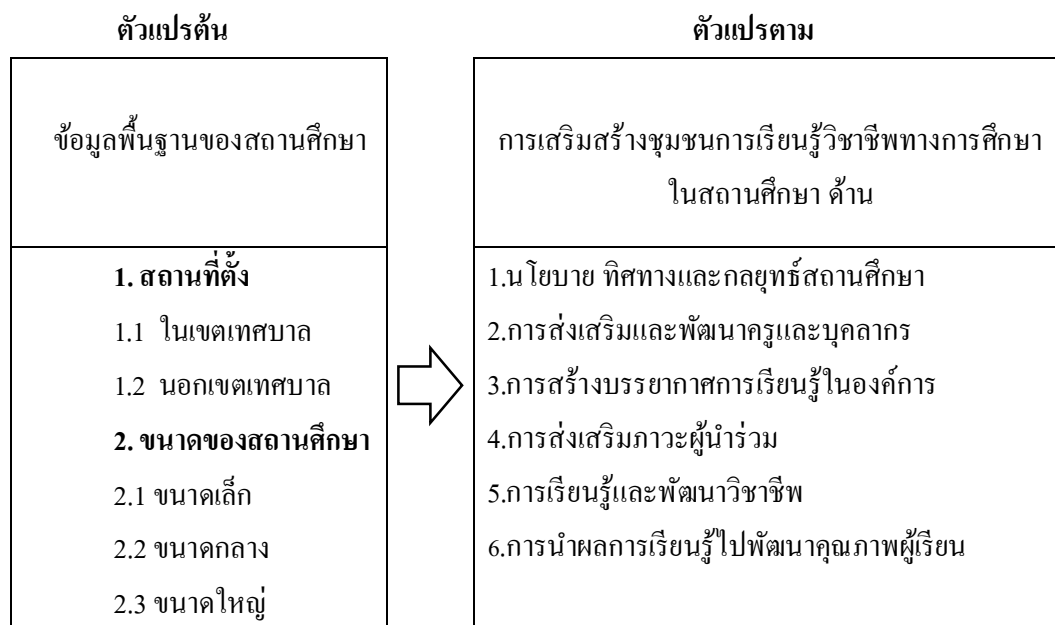 ตัวแปรต้น
ข้อมูลพื้นฐานของสถานศึกษา
1. สถานที่ตั้ง
1.1 ในเขตเทศบาล
1.2 นอกเขตเทศบาล
2. ขนาดของสถานศึกษา
2.1 ขนาดเล็ก
2.2 ขนาดกลาง
2.3 ขนาดใหญ่
ตัวแปรตาม
การเสริมสร้างชุมชนการเรียนรู้วิชาชีพทางการศึกษา
ในสถานศึกษา ด้าน
1.นโยบาย ทิศทางและกลยุทธ์สถานศึกษา
2.การส่งเสริมและพัฒนาครูและบุคลากร
3.การสร้างบรรยากาศการเรียนรู้ในองค์การ
4.การส่งเสริมภาวะผู้นำร่วม
5.การเรียนรู้และพัฒนาวิชาชีพ
6.การนำผลการเรียนรู้ไปพัฒนาคุณภาพผู้เรียน